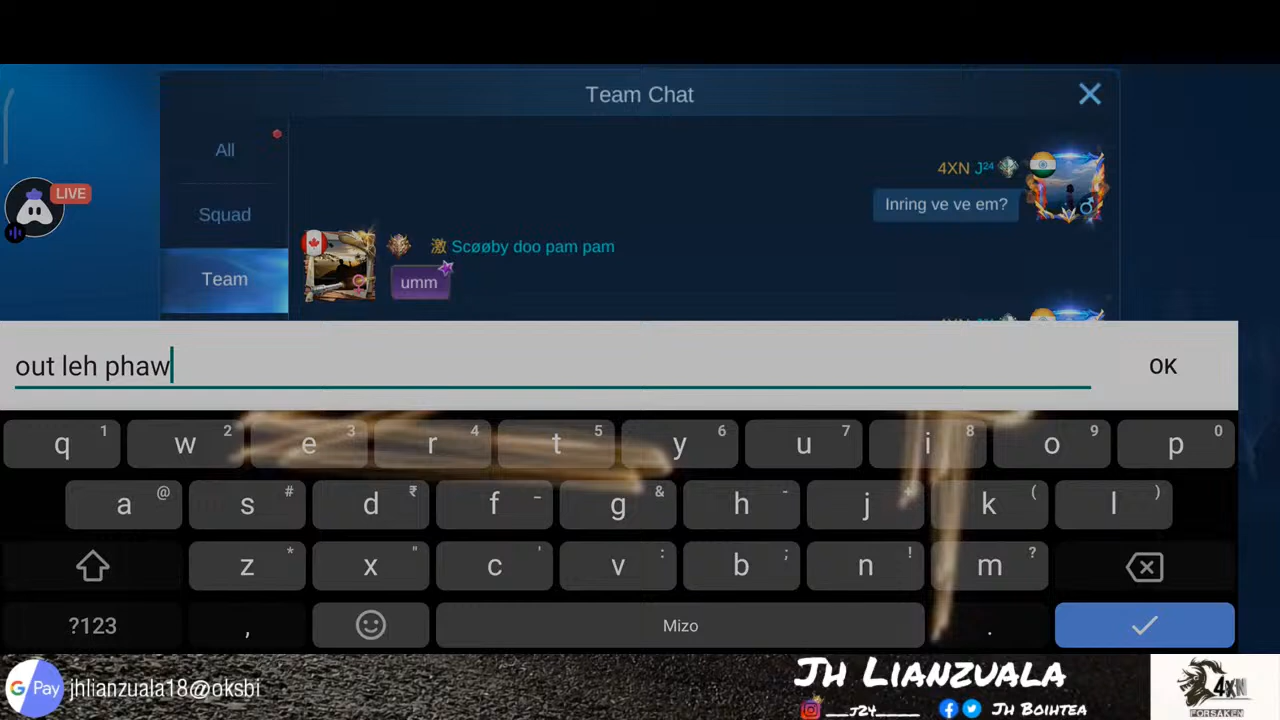 Team Chat
All
4XN J²⁴
LIVE
Inring ve ve em?
Squad
激 Scøøby doo pam pam
umm
Team
out leh phaw
OK
q 1 w 2 e 3 r 4 t 5 y 6 u 7 i 8 o 9 p 0
a @ s # d ₹ f _ g & h - j + k ( l )
z * x " c ' v : b ; n ! m ?
?123 , Mizo .
G Pay jhlianzuala18@oksbi
JH LIANZUALA
__J24_____ JH BOIHTEA
4XN
FORSAKEN